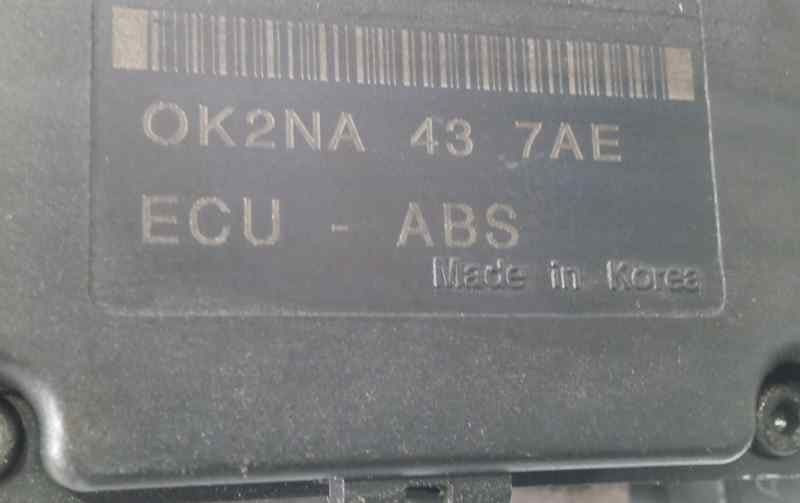 OK2NA 43 7AE
ECU - ABS
Made in Korea